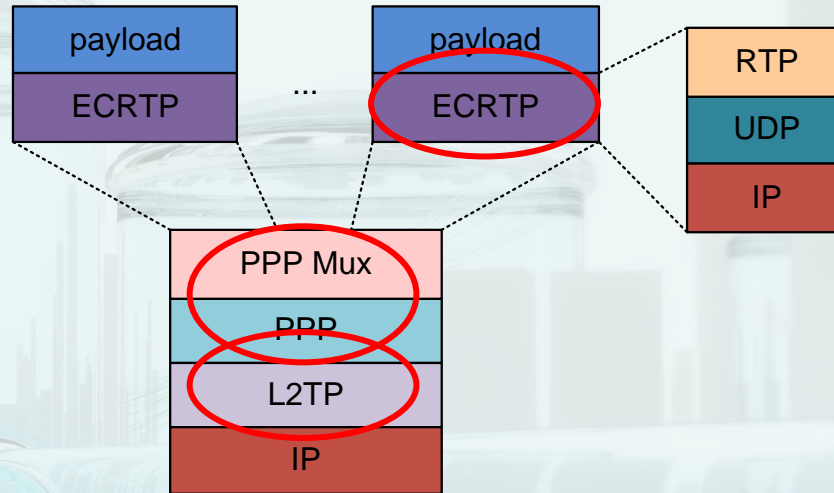 payload
ECRTP
...
payload
ECRTP
RTP
UDP
IP
PPP Mux
PPP
L2TP
IP